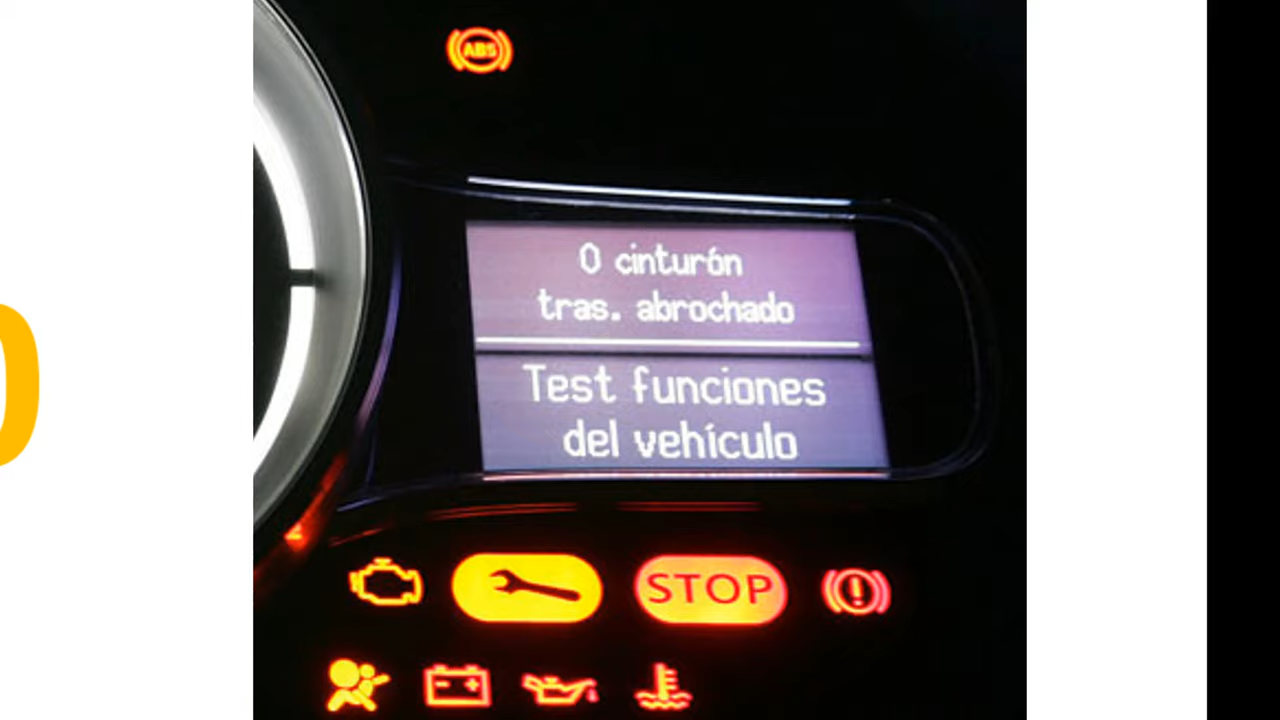 ABS
0 cinturón
tras. abrochado
Test funciones
del vehículo
STOP